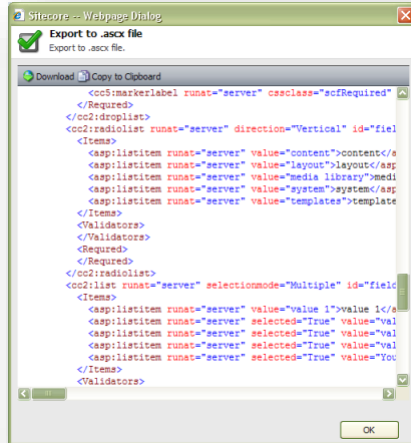 Sitecore -- Webpage Dialog
Export to .ascx file
Export to .ascx file.
Download Copy to Clipboard
<cc5:markerlabel runat="server" cssclass="scfRequired"
</Requred>
</cc2:droplist>
<cc2:radiolist runat="server" direction="Vertical" id="fiel
<Items>
<asp:listitem runat="server" value="content">content</a
<asp:listitem runat="server" value="layout">layout</asp
<asp:listitem runat="server" value="media library">medi
<asp:listitem runat="server" value="system">system</asp
<asp:listitem runat="server" value="templates">template
</Items>
<Validators>
</Validators>
<Requred>
</Requred>
</cc2:radiolist>
<cc2:list runat="server" selectionmode="Multiple" id="field
<Items>
<asp:listitem runat="server" value="value 1">value 1</a
<asp:listitem runat="server" selected="True" value="val
<asp:listitem runat="server" selected="True" value="val
<asp:listitem runat="server" selected="True" value="val
<asp:listitem runat="server" selected="True" value="You
</Items>
<Validators>
OK